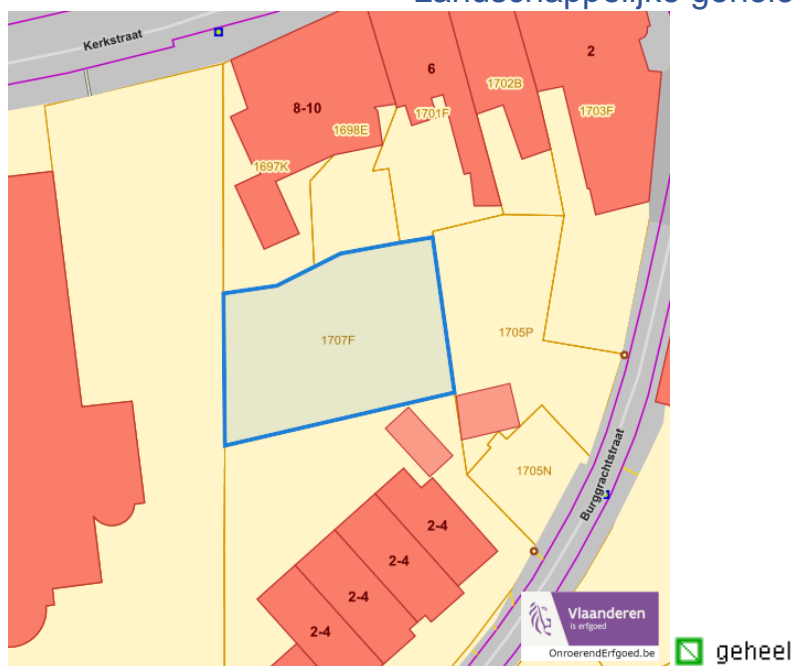 Landschappelijke gehele
Kerkstraat
2
6
1702B
8-10
1701F
1703F
1698E
1697K
1707F
1705P
1705N
Burggrachtstraat
2-4
2-4
2-4
2-4
Vlaanderen
is erfgoed
OnroerendErfgoed.be
geheel